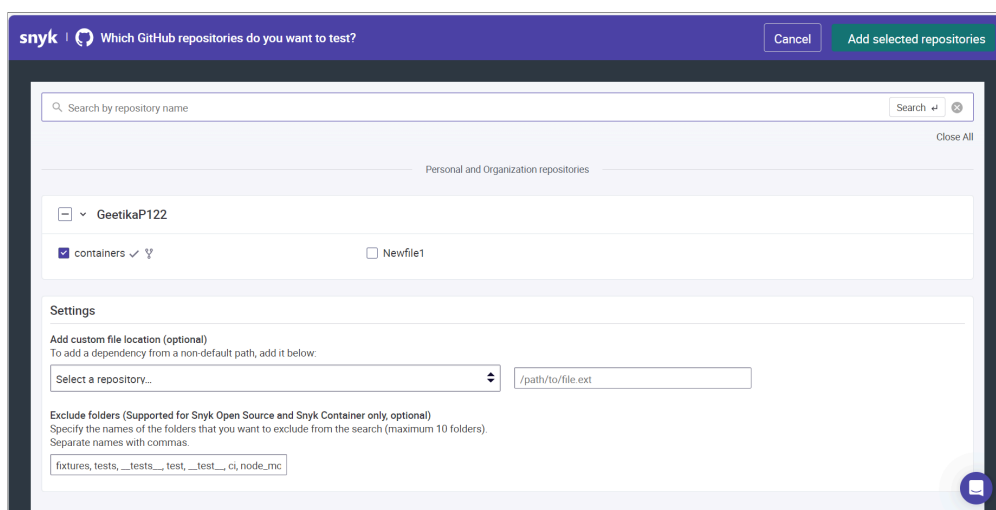 snyk Which GitHub repositories do you want to test? Cancel Add selected repositories
Search by repository name Search ↵
Close All
Personal and Organization repositories
GeetikaP122
containers Newfile1
Settings
Add custom file location (optional)
To add a dependency from a non-default path, add it below:
Select a repository... /path/to/file.ext
Exclude folders (Supported for Snyk Open Source and Snyk Container only, optional)
Specify the names of the folders that you want to exclude from the search (maximum 10 folders).
Separate names with commas.
fixtures, tests, __tests__, test, __test__, ci, node_mc